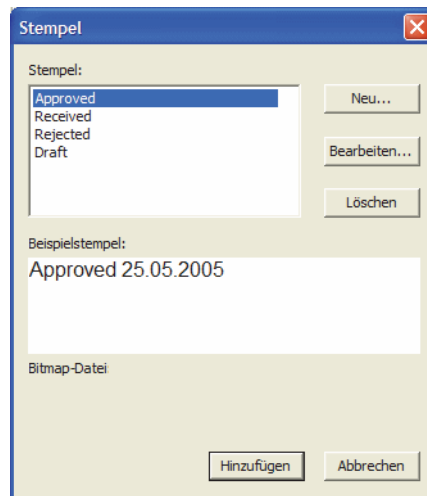 Stempel
Stempel:
Approved
Received
Rejected
Draft
Neu...
Bearbeiten...
Löschen
Beispielstempel:
Approved 25.05.2005
Bitmap-Datei
Hinzufügen
Abbrechen